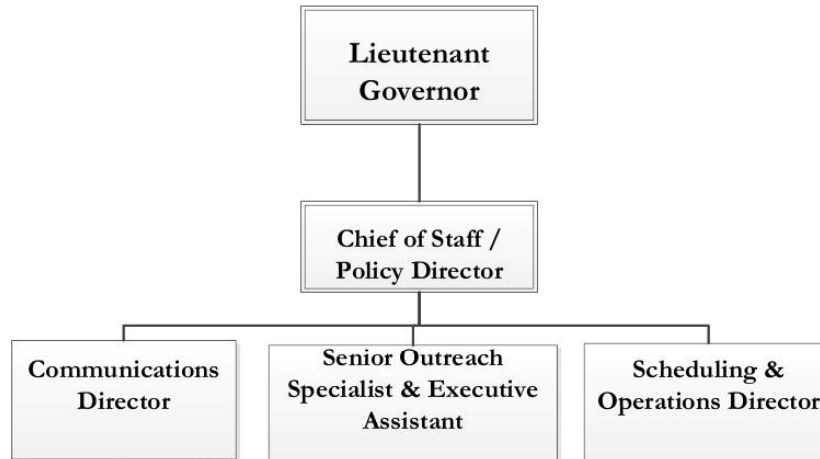 Lieutenant
Governor
Chief of Staff /
Policy Director
Communications
Director
Senior Outreach
Specialist & Executive
Assistant
Scheduling &
Operations Director